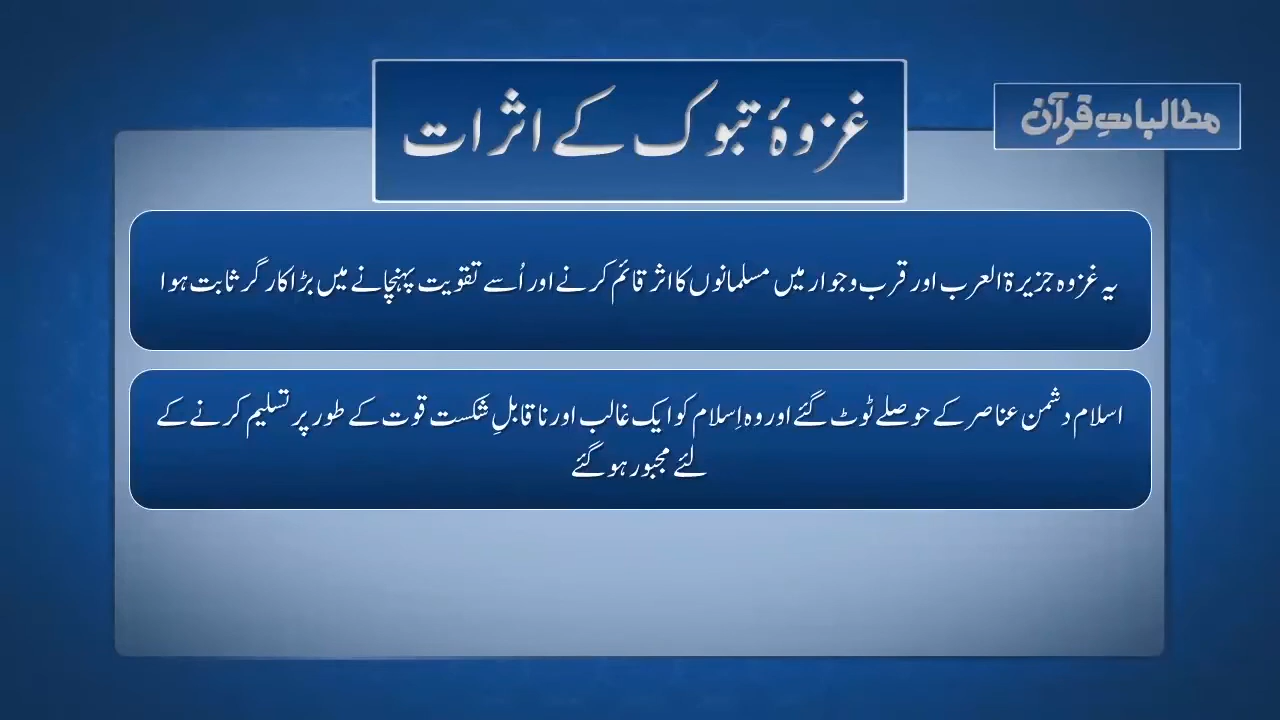 غزوۂ تبوک کے اثرات
مطالباتِ قرآن
یہ غزوہ جزیرۃ العرب اور قرب و جوار میں مسلمانوں کا اثر قائم کرنے اور اُسے تقویت پہنچانے میں بڑا کارگر ثابت ہوا
اسلام دشمن عناصر کے حوصلے ٹوٹ گئے اور وہ اِسلام کو ایک غالب اور ناقابلِ شکست قوت کے طور پر تسلیم کرنے کے
لئے مجبور ہو گئے